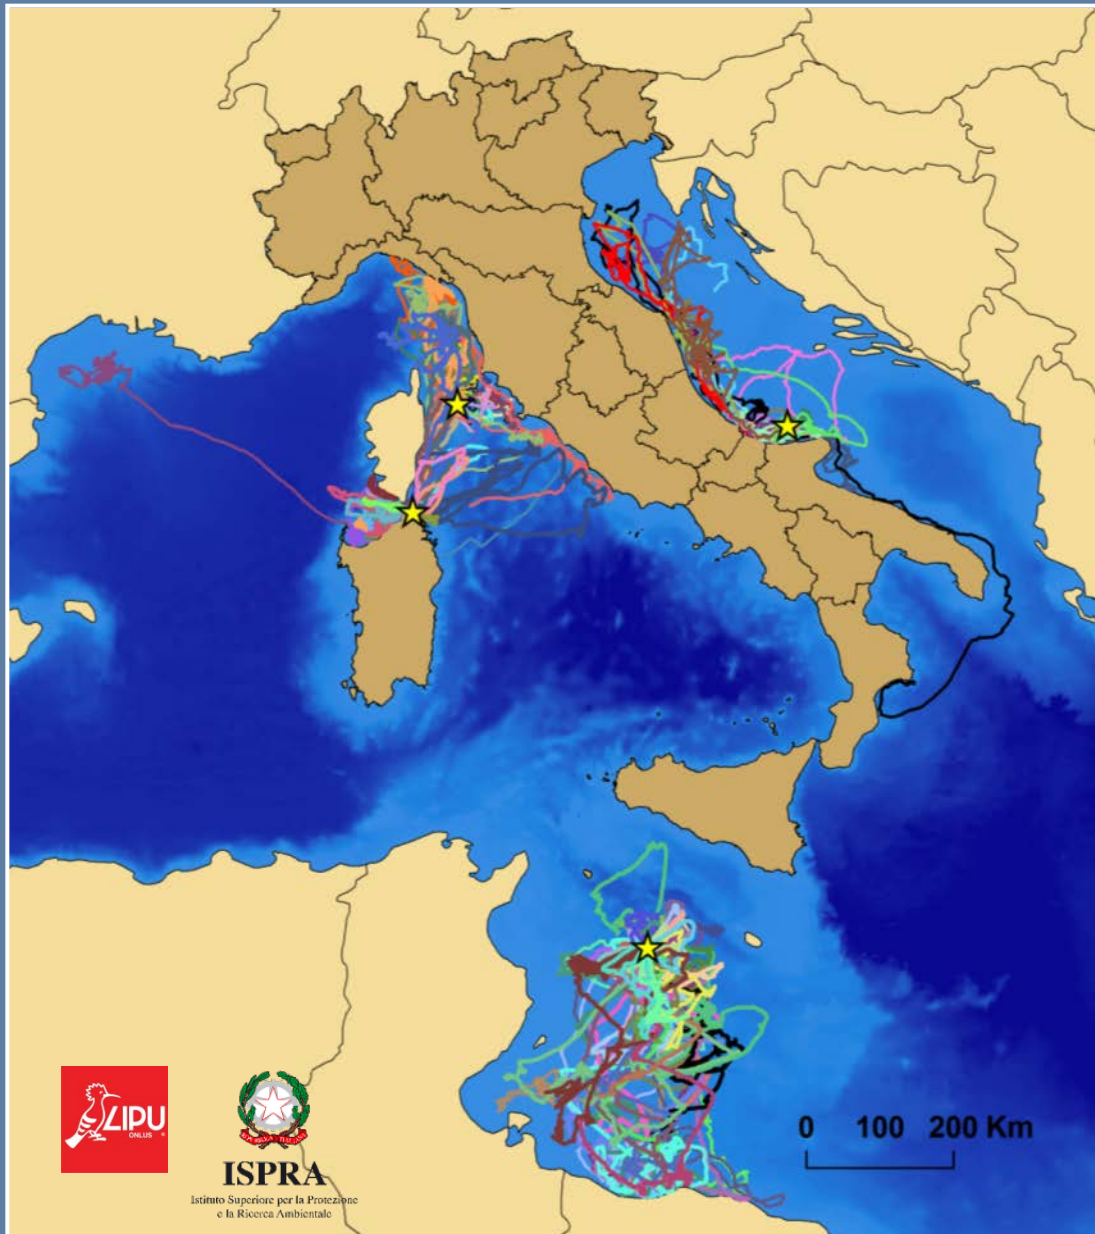 LIPU
ONLUS
ISPRA
Istituto Superiore per la Protezione
e la Ricerca Ambientale
0 100 200 Km